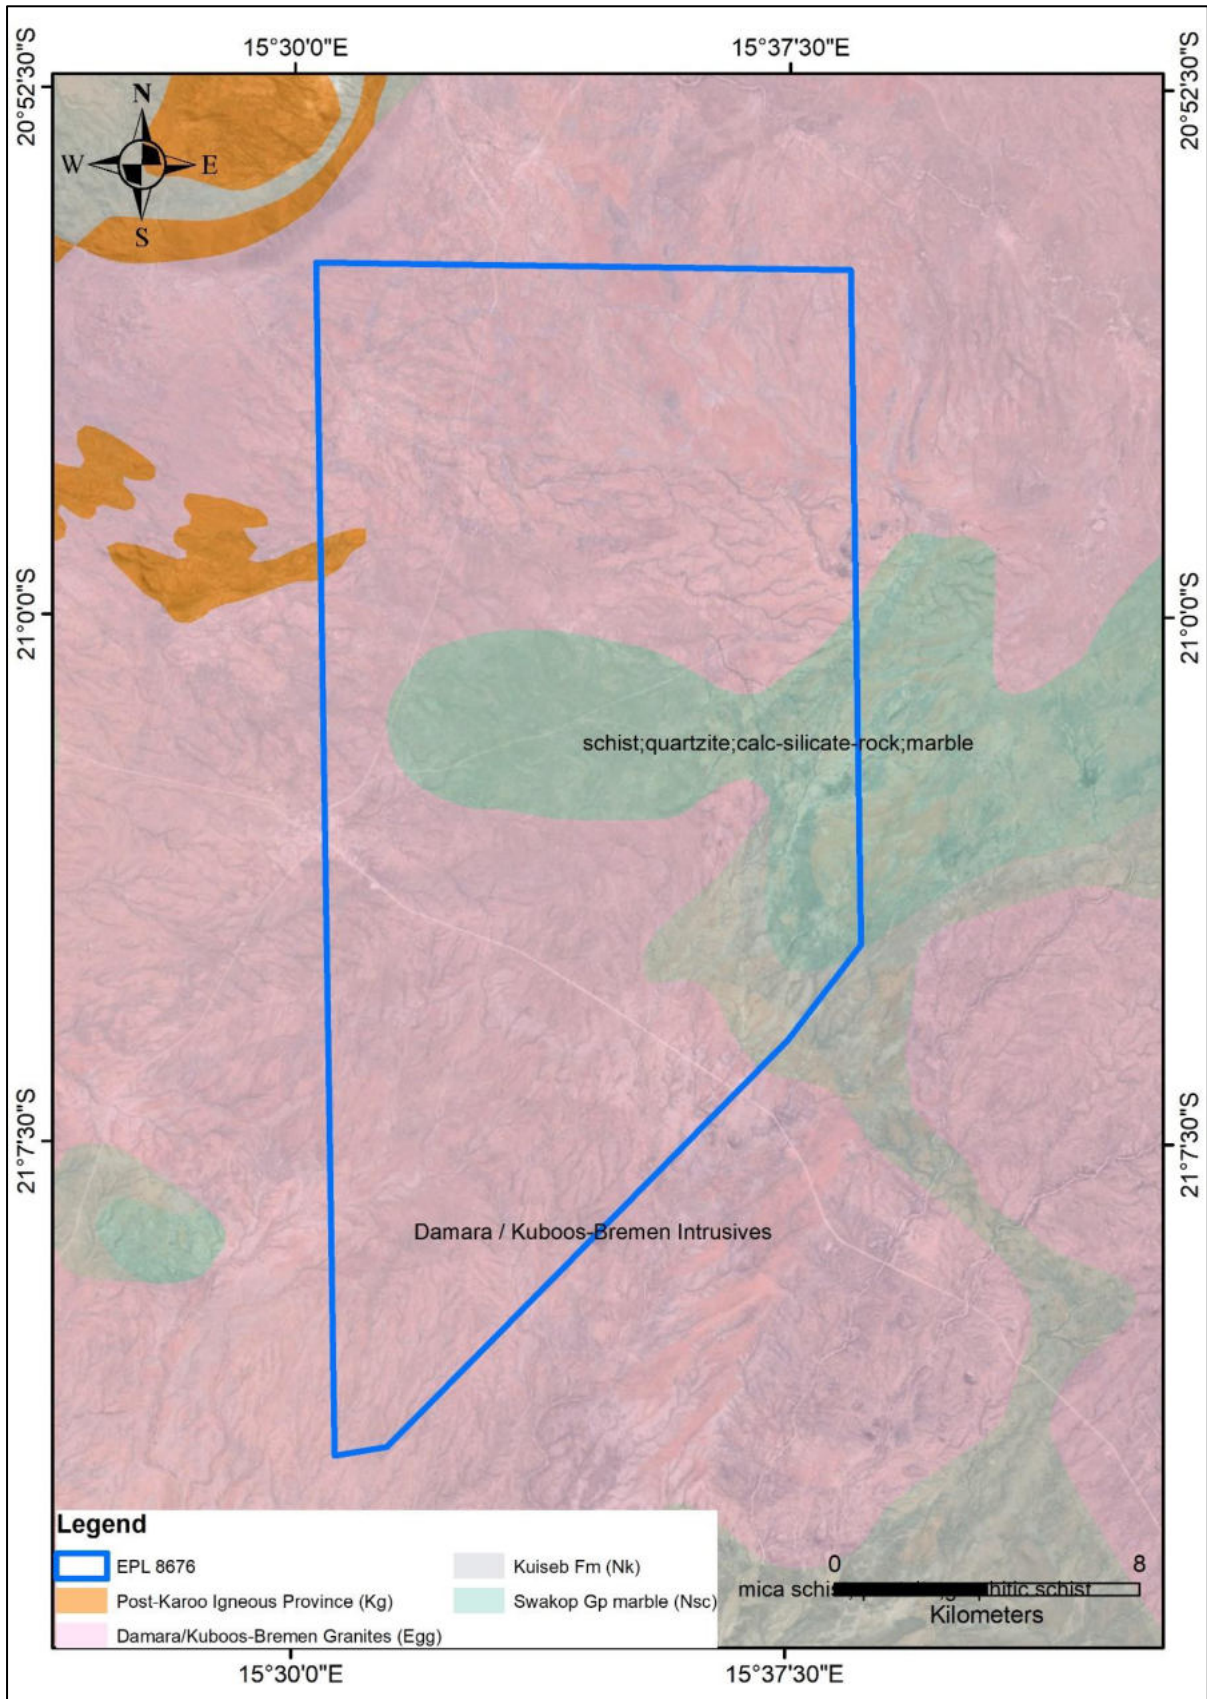 15°30'0"E
15°37'30"E
20°52'30"S
20°52'30"S
N
W
E
S
21°0'0"S
21°0'0"S
schist;quartzite;calc-silicate-rock;marble
21°7'30"S
21°7'30"S
Damara / Kuboos-Bremen Intrusives
Legend
EPL 8676
Kuiseb Fm (Nk)
Post-Karoo Igneous Province (Kg)
Swakop Gp marble (Nsc)
Damara/Kuboos-Bremen Granites (Egg)
0
8
mica schist
schist
Kilometers
15°30'0"E
15°37'30"E